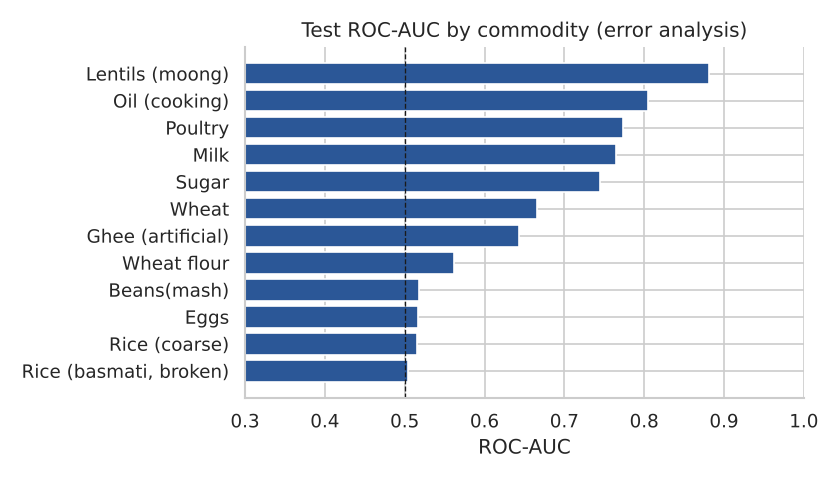 Test ROC-AUC by commodity (error analysis)
Lentils (moong)
Oil (cooking)
Poultry
Milk
Sugar
Wheat
Ghee (artificial)
Wheat flour
Beans(mash)
Eggs
Rice (coarse)
Rice (basmati, broken)
0.3 0.4 0.5 0.6 0.7 0.8 0.9 1.0
ROC-AUC